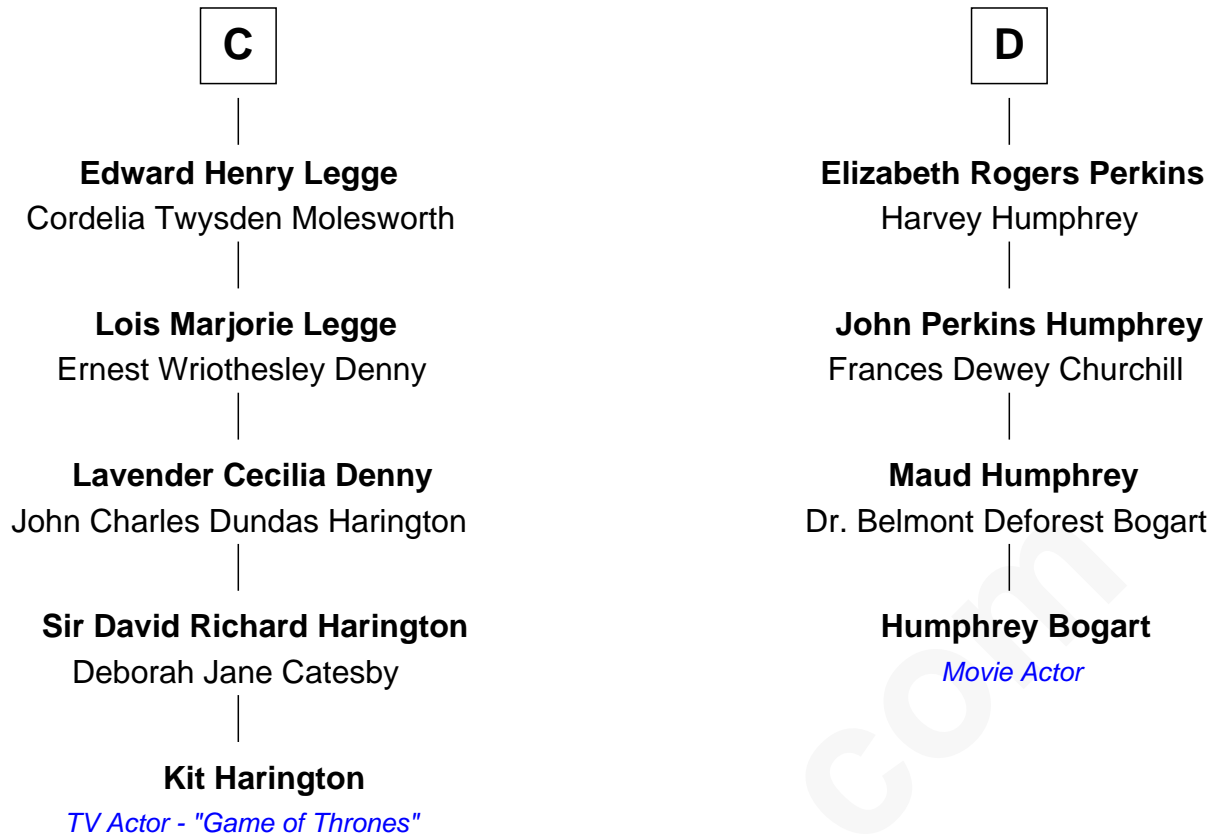 C
Edward Henry Legge
Cordelia Twysden Molesworth
Lois Marjorie Legge
Ernest Wriothesley Denny
Lavender Cecilia Denny
John Charles Dundas Harington
Sir David Richard Harington
Deborah Jane Catesby
Kit Harington
TV Actor - "Game of Thrones"
D
Elizabeth Rogers Perkins
Harvey Humphrey
John Perkins Humphrey
Frances Dewey Churchill
Maud Humphrey
Dr. Belmont Deforest Bogart
Humphrey Bogart
Movie Actor
com